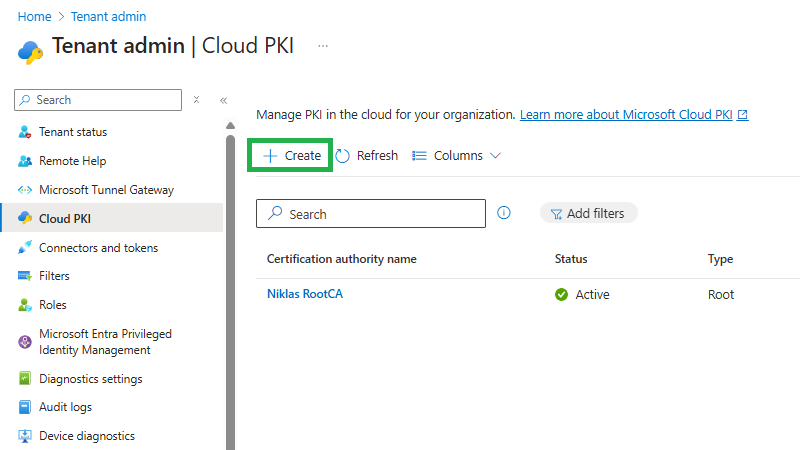 Home > Tenant admin
Tenant admin | Cloud PKI ...
Search
Tenant status
Remote Help
Microsoft Tunnel Gateway
Cloud PKI
Connectors and tokens
Filters
Roles
Microsoft Entra Privileged
Identity Management
Diagnostics settings
Audit logs
Device diagnostics
Manage PKI in the cloud for your organization. Learn more about Microsoft Cloud PKI
Create Refresh Columns
Search Add filters
Certification authority name Status Type
Niklas RootCA Active Root